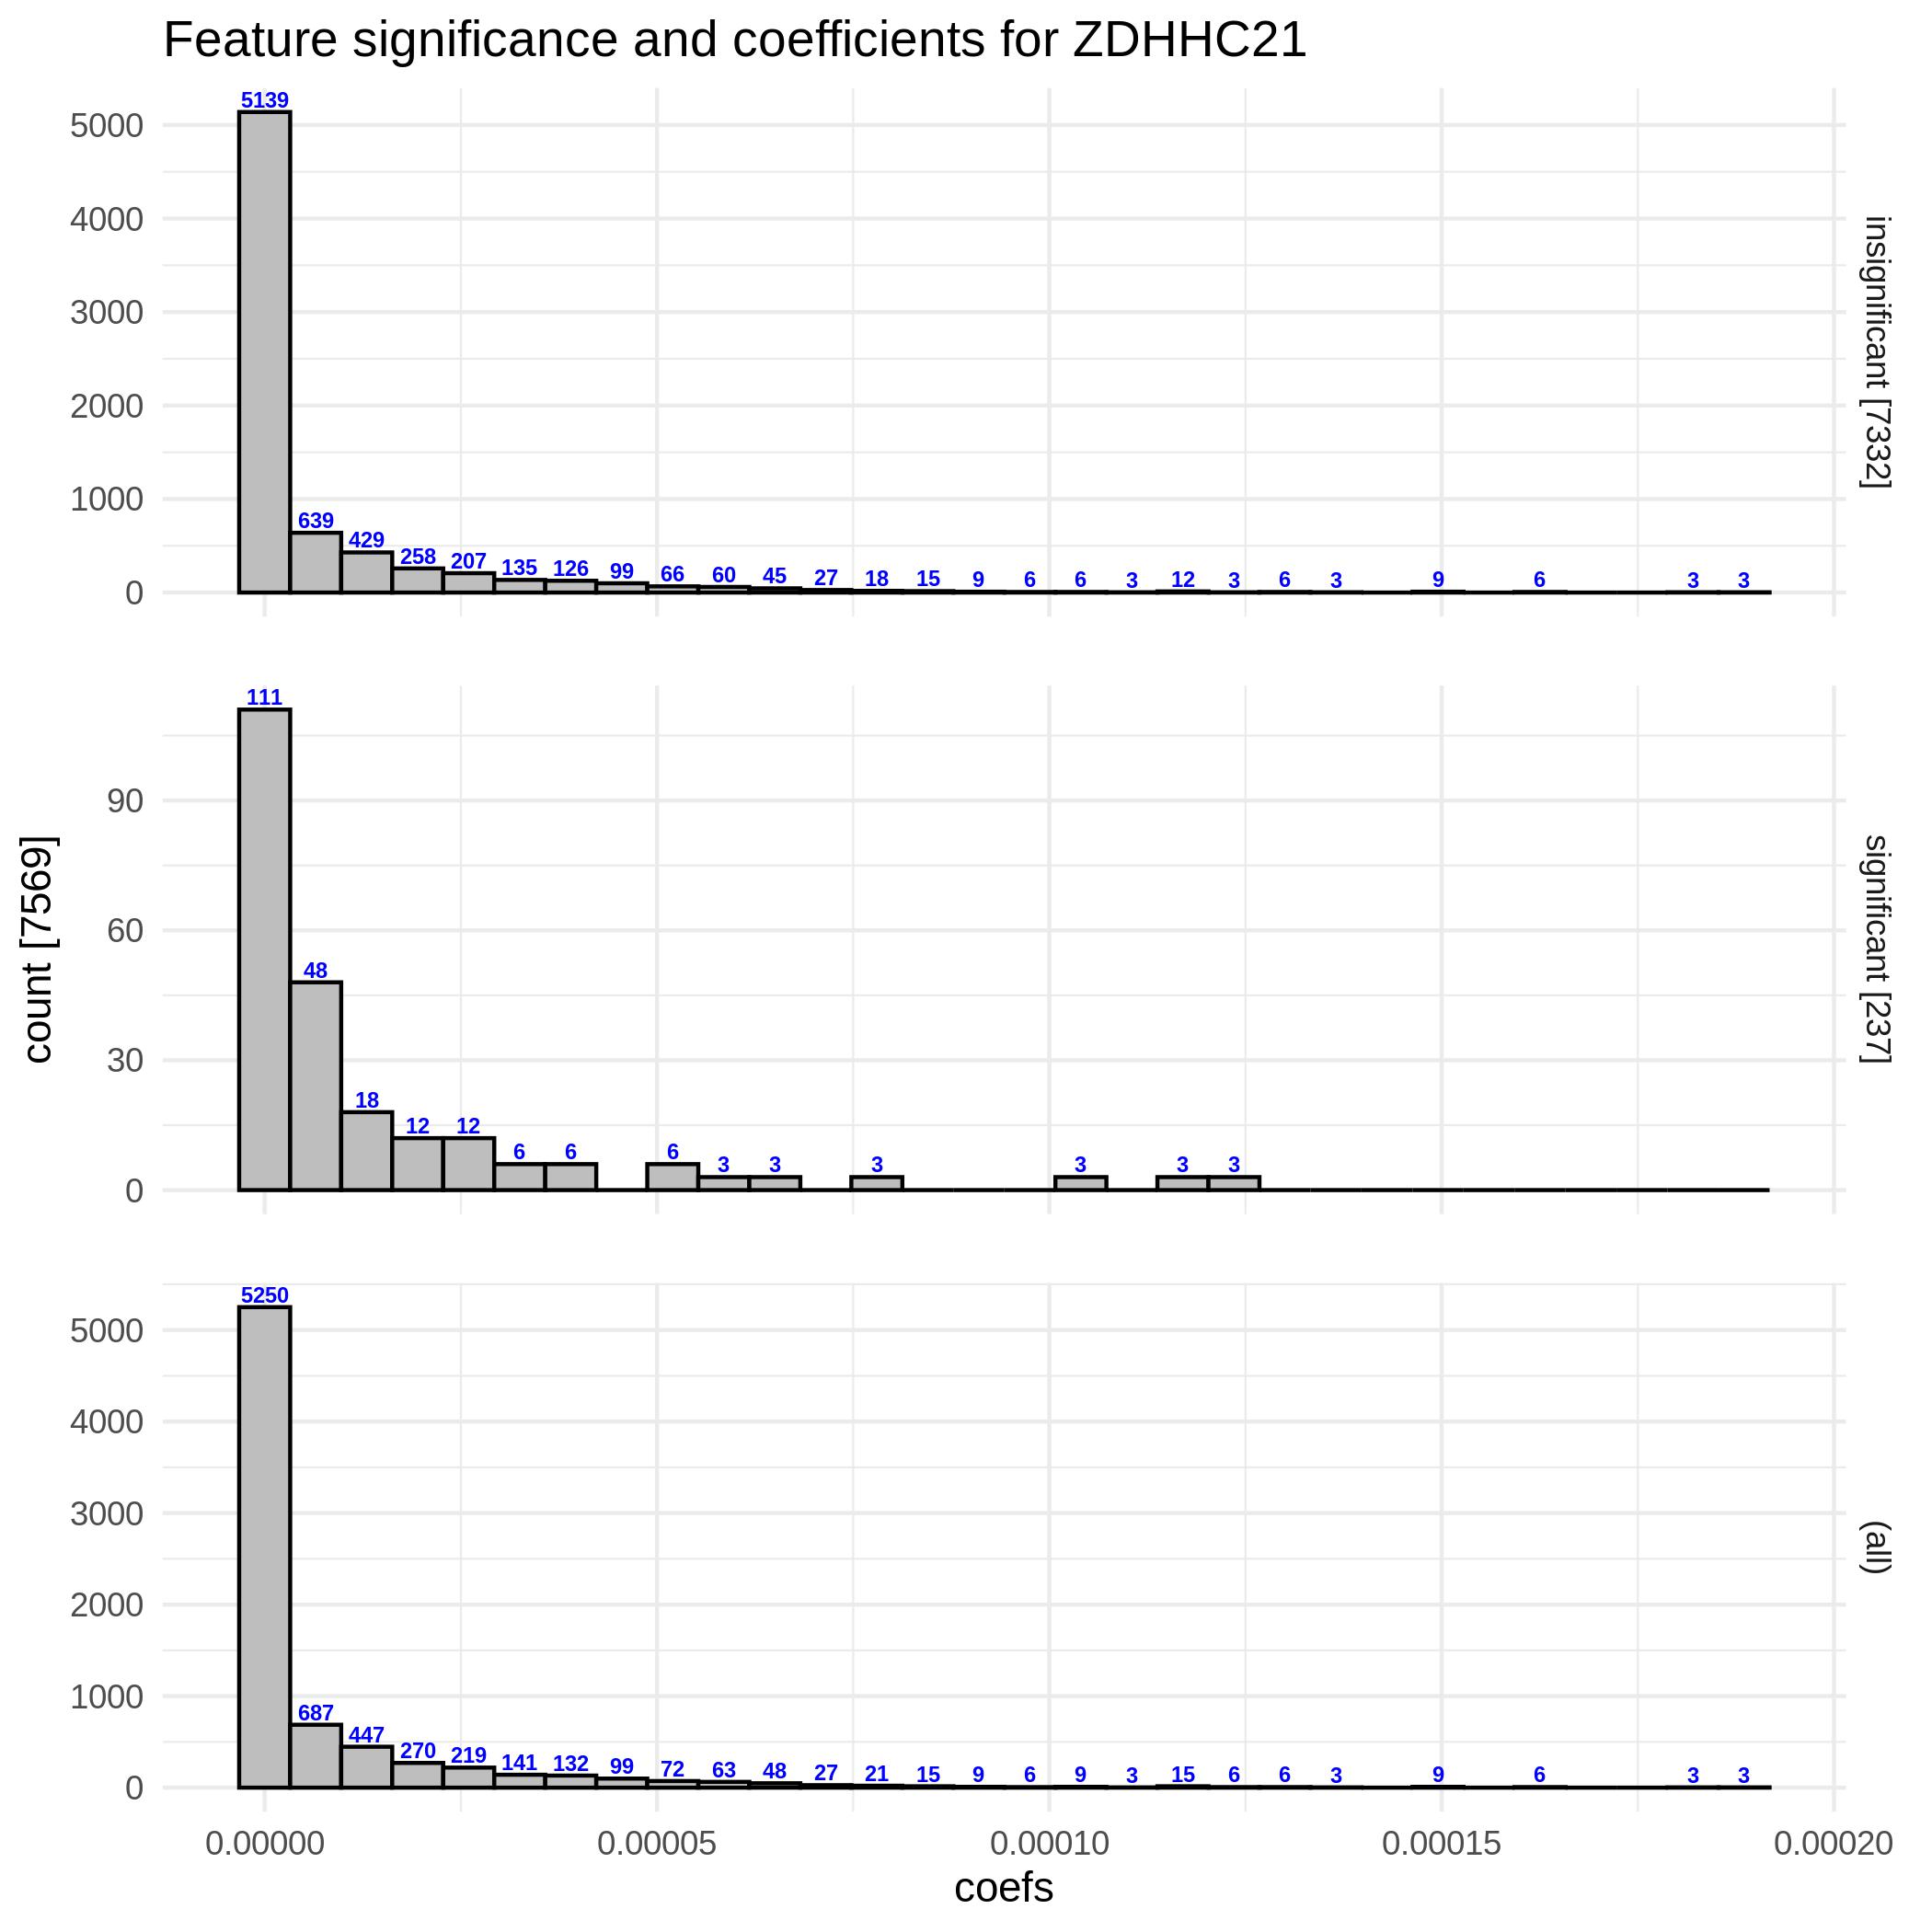 Feature significance and coefficients for ZDHHC21
5139
5000
4000
3000
2000
1000
0
639 429 258 207 135 126 99 66 60 45 27 18 15 9 6 6 3 12 3 6 3 9 6 3 3
insignificant [7332]
111
90
60
30
0
48
18
12 12
6 6 6 3 3 3 3 3 3
significant [237]
count [7569]
5250
5000
4000
3000
2000
1000
0
687 447 270 219 141 132 99 72 63 48 27 21 15 9 6 9 3 15 6 6 3 9 6 3 3
(all)
0.00000 0.00005 0.00010 0.00015 0.00020
coefs